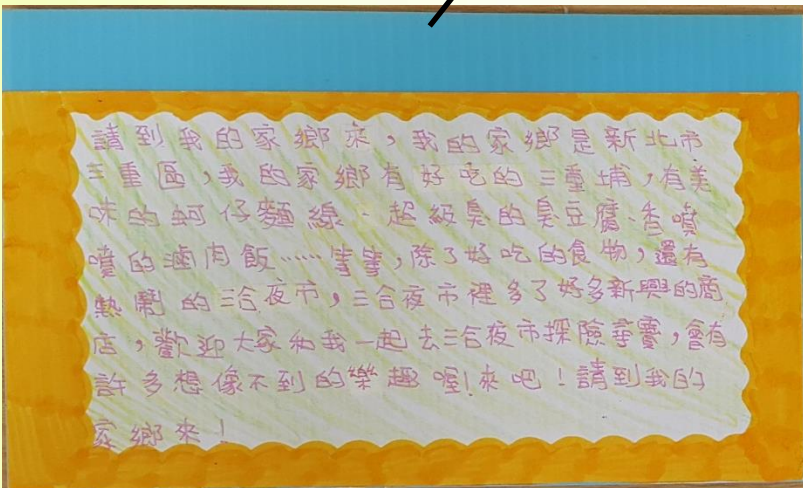 請到我的家鄉來，我的家鄉是新北市
三重區，我的家鄉有好吃的三重埔，有美
味的蚵仔麵線、超級臭的臭豆腐、香噴
噴的滷肉飯……等等，除了好吃的食物，還有
熱鬧的三合夜市，三合夜市裡多了好多新興的商
店，歡迎大家和我一起去三合夜市探險尋寶，會有
許多想像不到的樂趣喔！來吧！請到我的
家鄉來！